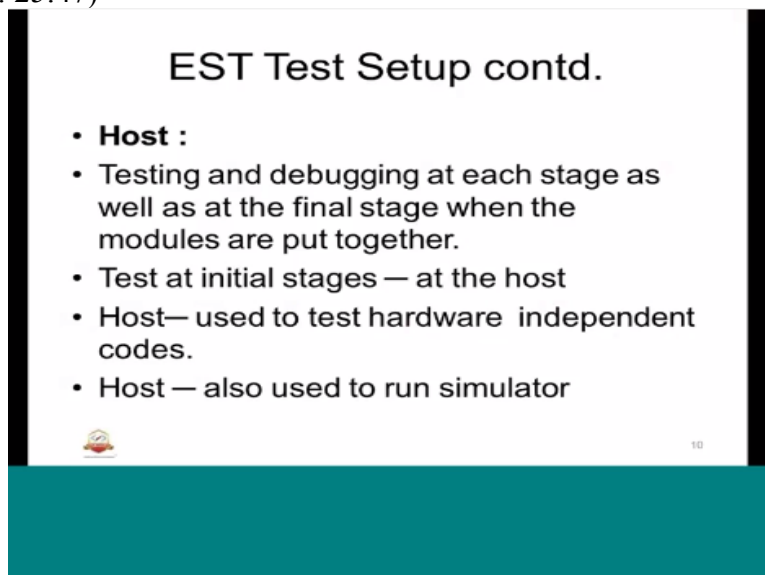 : 25:47)
EST Test Setup contd.
• Host :
• Testing and debugging at each stage as
well as at the final stage when the
modules are put together.
• Test at initial stages — at the host
• Host— used to test hardware independent
codes.
• Host — also used to run simulator
10